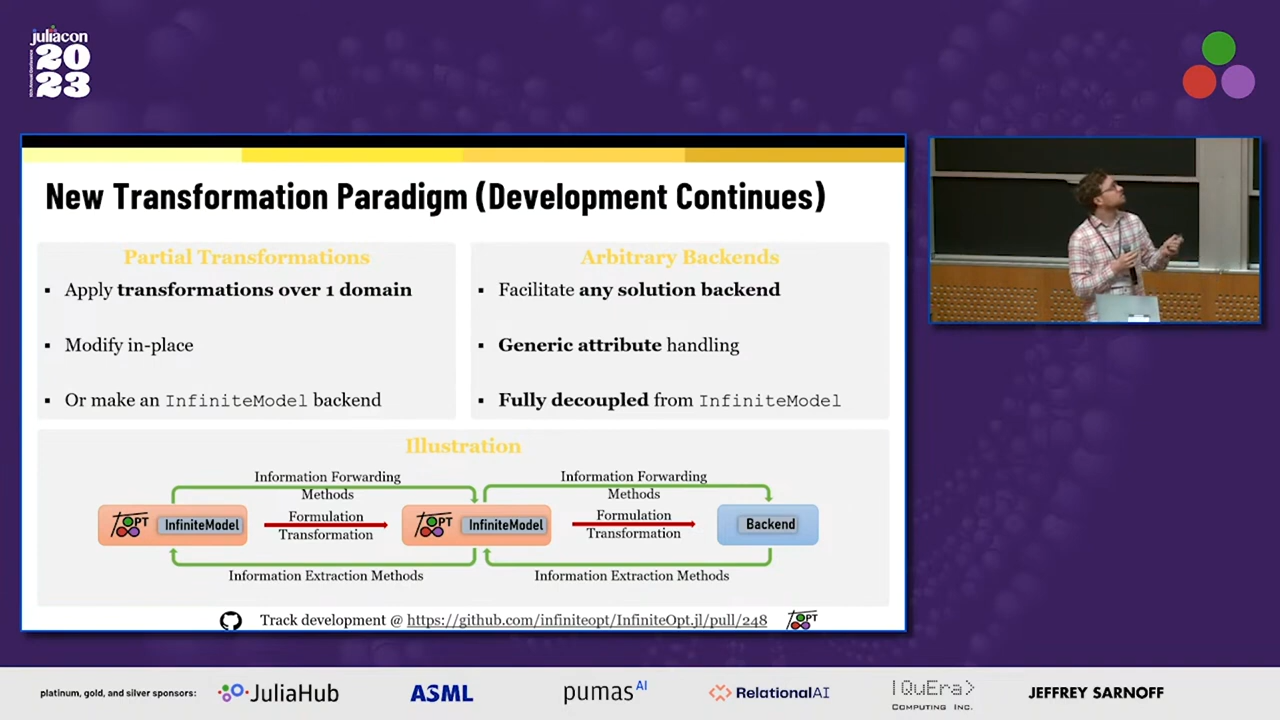 juliacon
20
23
New Transformation Paradigm (Development Continues)
Partial Transformations
▪ Apply transformations over 1 domain
▪ Modify in-place
▪ Or make an InfiniteModel backend
Arbitrary Backends
▪ Facilitate any solution backend
▪ Generic attribute handling
▪ Fully decoupled from InfiniteModel
Illustration
Information Forwarding
Methods
Information Forwarding
Methods
OPT InfiniteModel
Formulation
Transformation
OPT InfiniteModel
Formulation
Transformation
Backend
Information Extraction Methods
Information Extraction Methods
Track development @ https://github.com/infiniteopt/InfiniteOpt.jl/pull/248
OPT
platinum, gold, and silver sponsors:
JuliaHub
ASML
pumas AI
RelationalAI
|QuEra>
COMPUTING INC.
JEFFREY SARNOFF